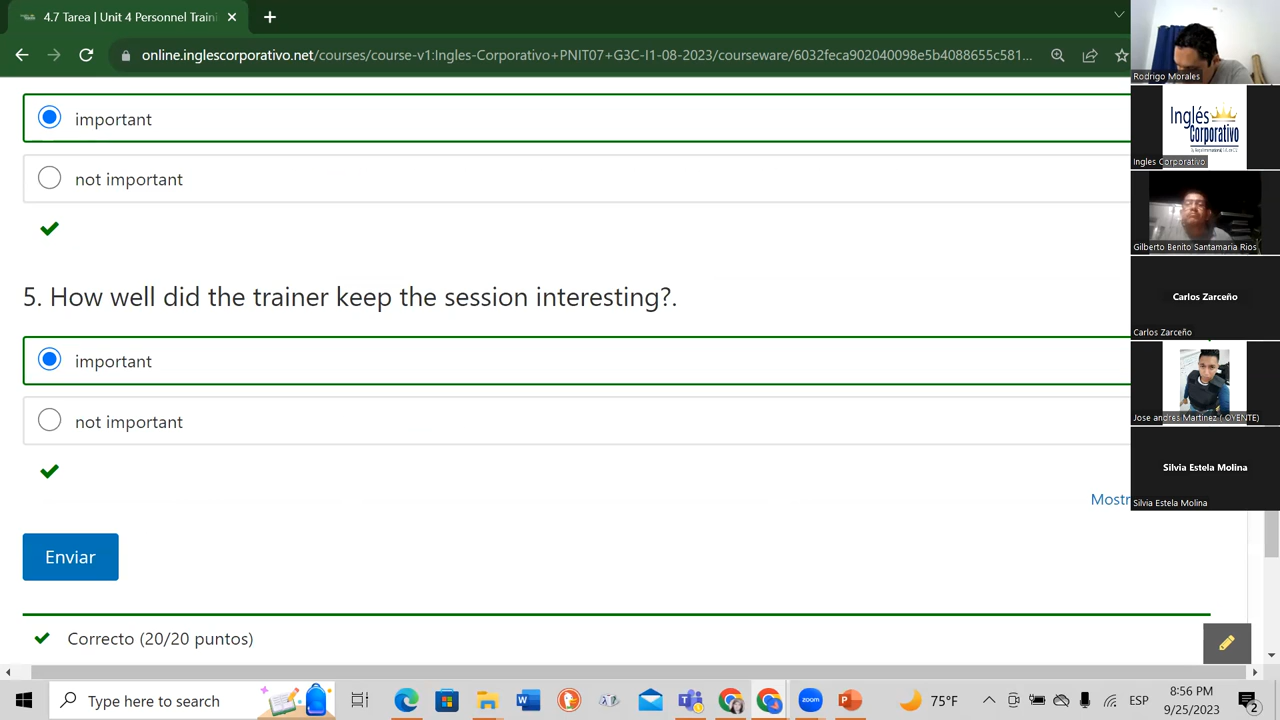 4.7 Tarea | Unit 4 Personnel Traini
online.inglescorporativo.net/courses/course-v1:Ingles-Corporativo+PNIT07+G3C-I1-08-2023/courseware/6032feca902040098e5b4088655c581...
important
not important
5. How well did the trainer keep the session interesting?.
important
not important
Mostr
Enviar
Correcto (20/20 puntos)
Rodrigo Morales
Inglés
Corporativo
Ingles Corporativo
Gilberto Benito Santamaria Rios
Carlos Zarceño
Carlos Zarceño
Jose andres Martinez ( OYENTE)
Silvia Estela Molina
Silvia Estela Molina
Type here to search
zoom
75°F
ESP
8:56 PM
9/25/2023
2